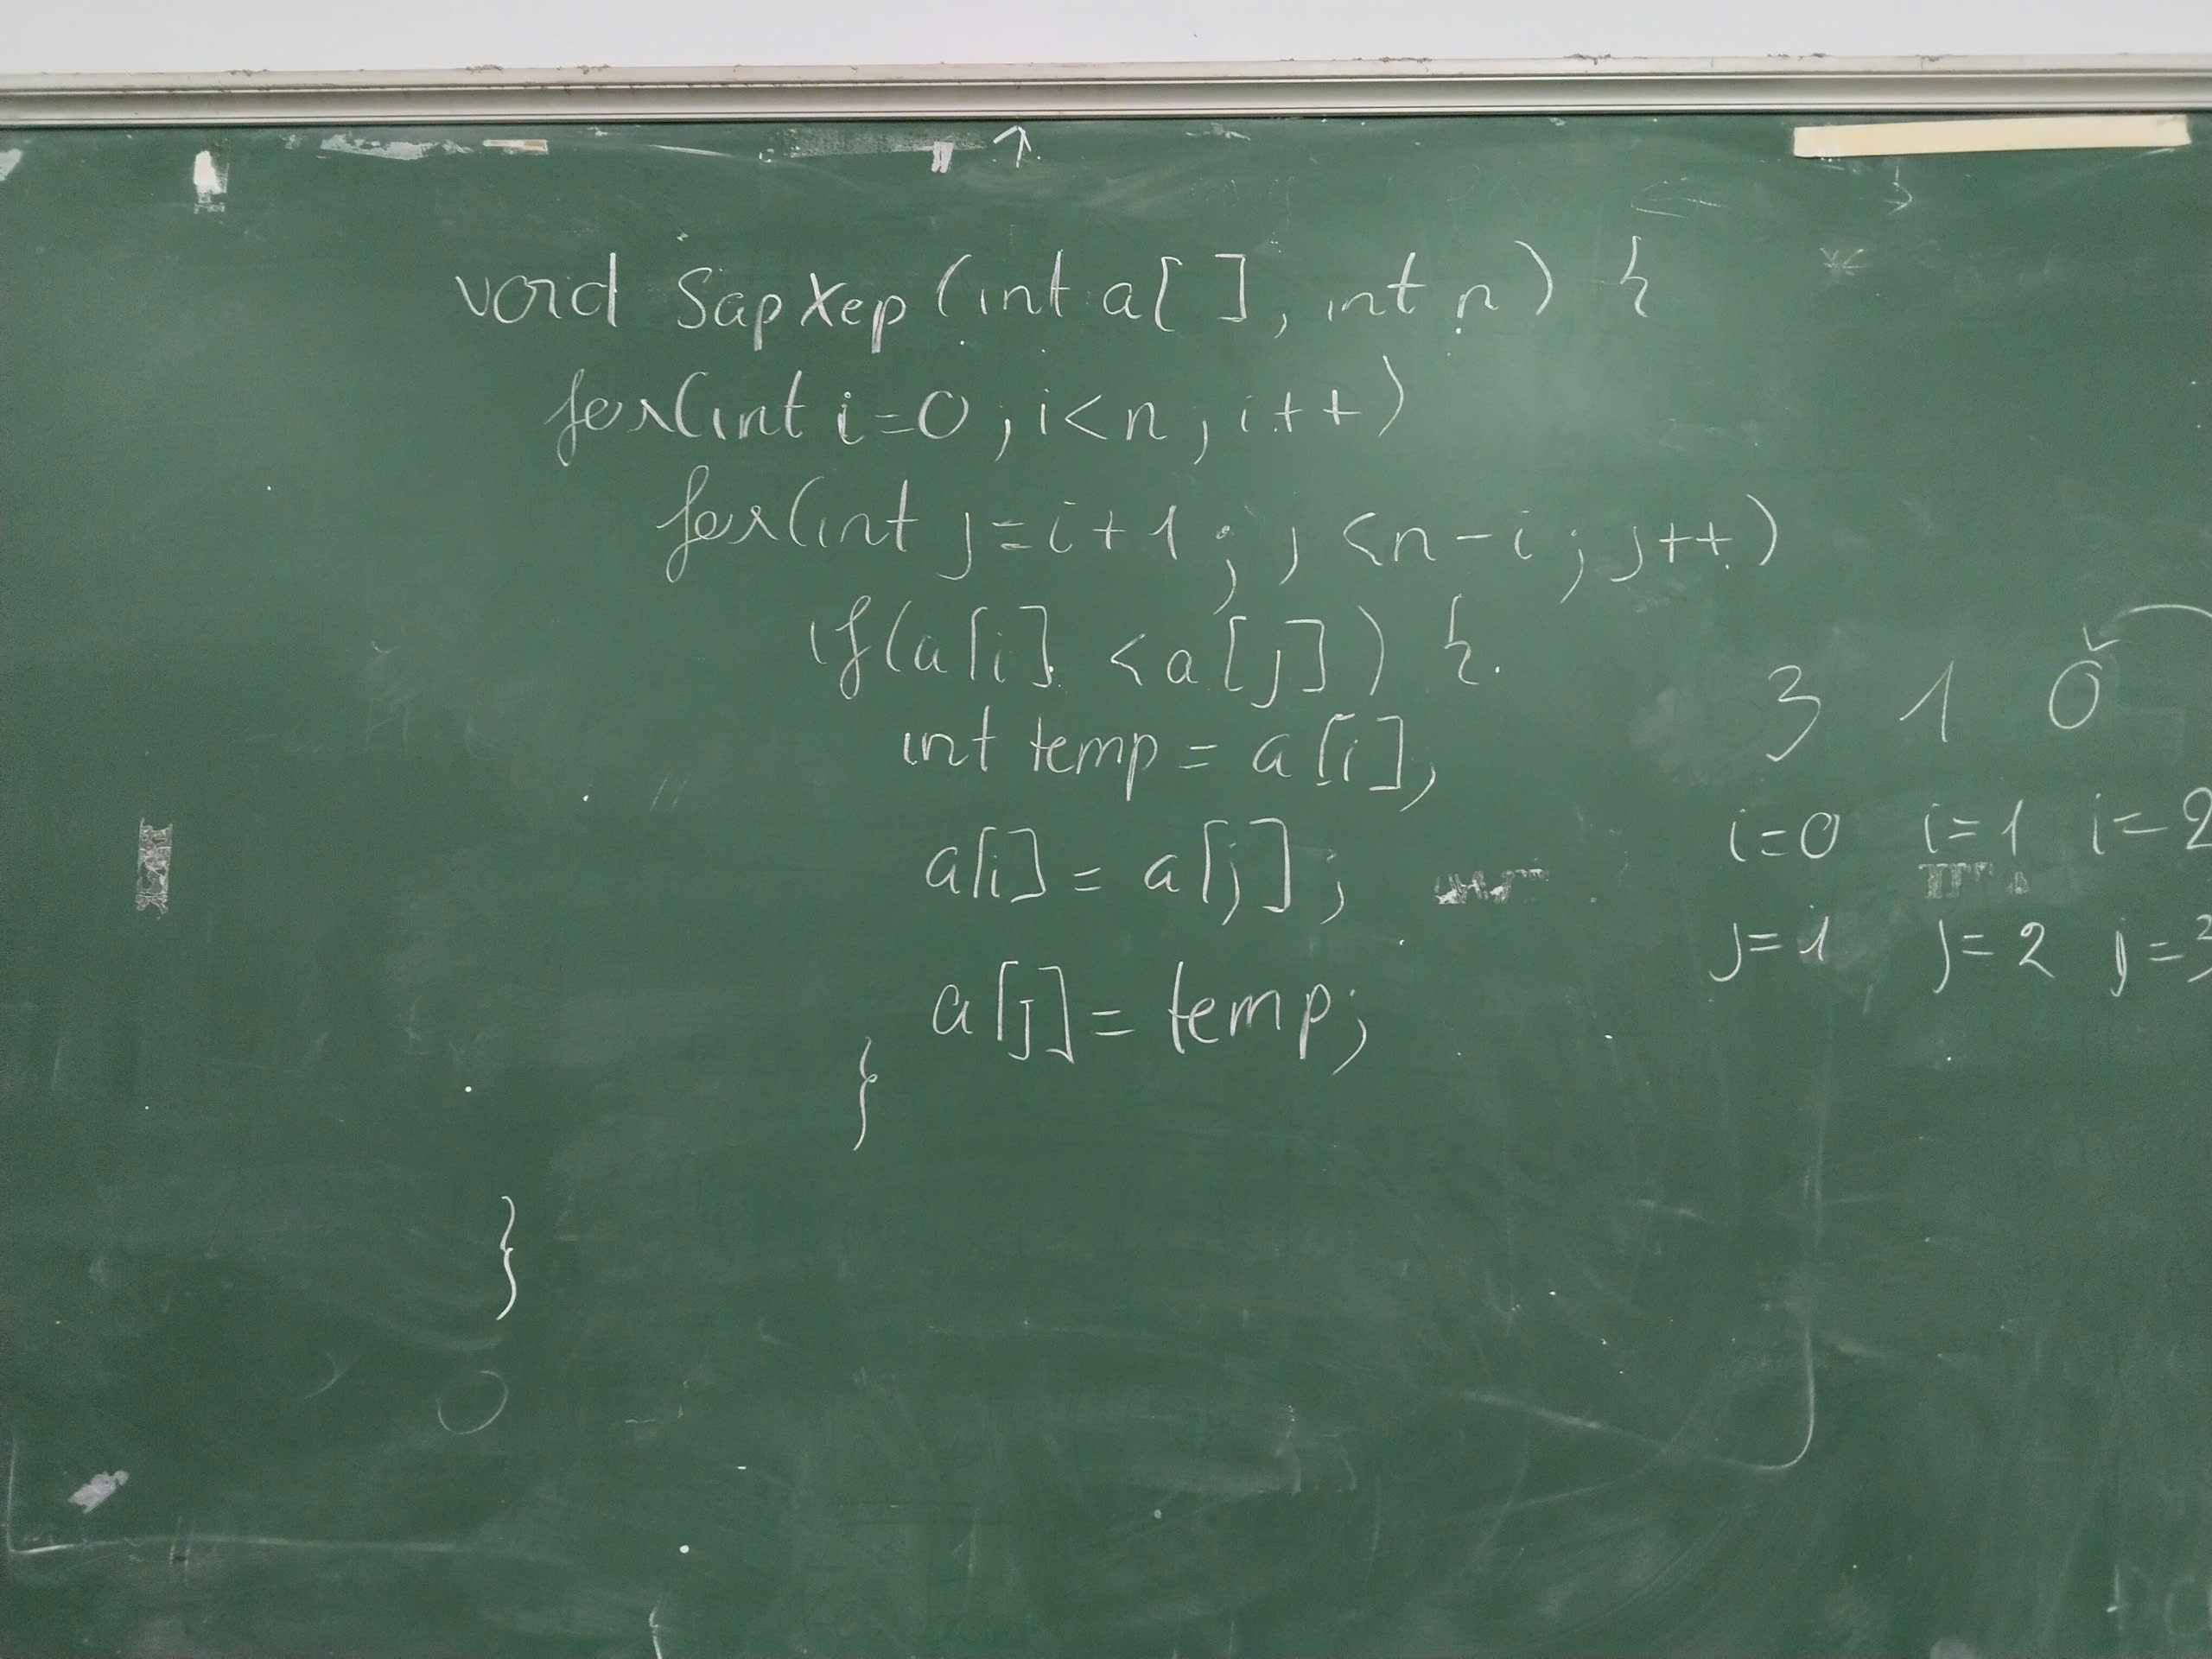 void SapXep (int a[ ], int n) {
for(int i=0; i<n; i++)
for(int j=i+1; j <n-i; j++)
if(a[i] <a[j]) {
int temp = a[i];
a[i] = a[j];
a[j] = temp;
}
}
3 1 0
i=0 i=1 i=2
j=1 j=2 j=3